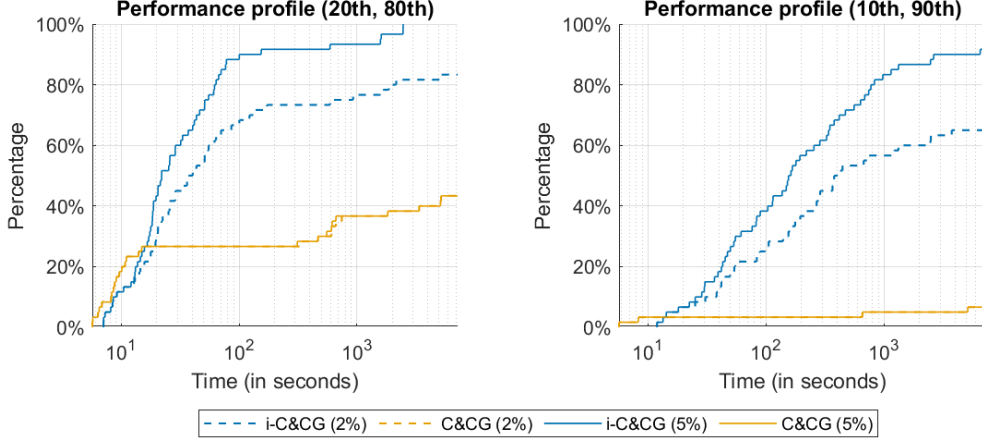 Performance profile (20th, 80th)
100%
80%
60%
40%
20%
0%
Percentage
10^1
10^2
10^3
Time (in seconds)
Performance profile (10th, 90th)
100%
80%
60%
40%
20%
0%
Percentage
10^1
10^2
10^3
Time (in seconds)
i-C&CG (2%) C&CG (2%) i-C&CG (5%) C&CG (5%)